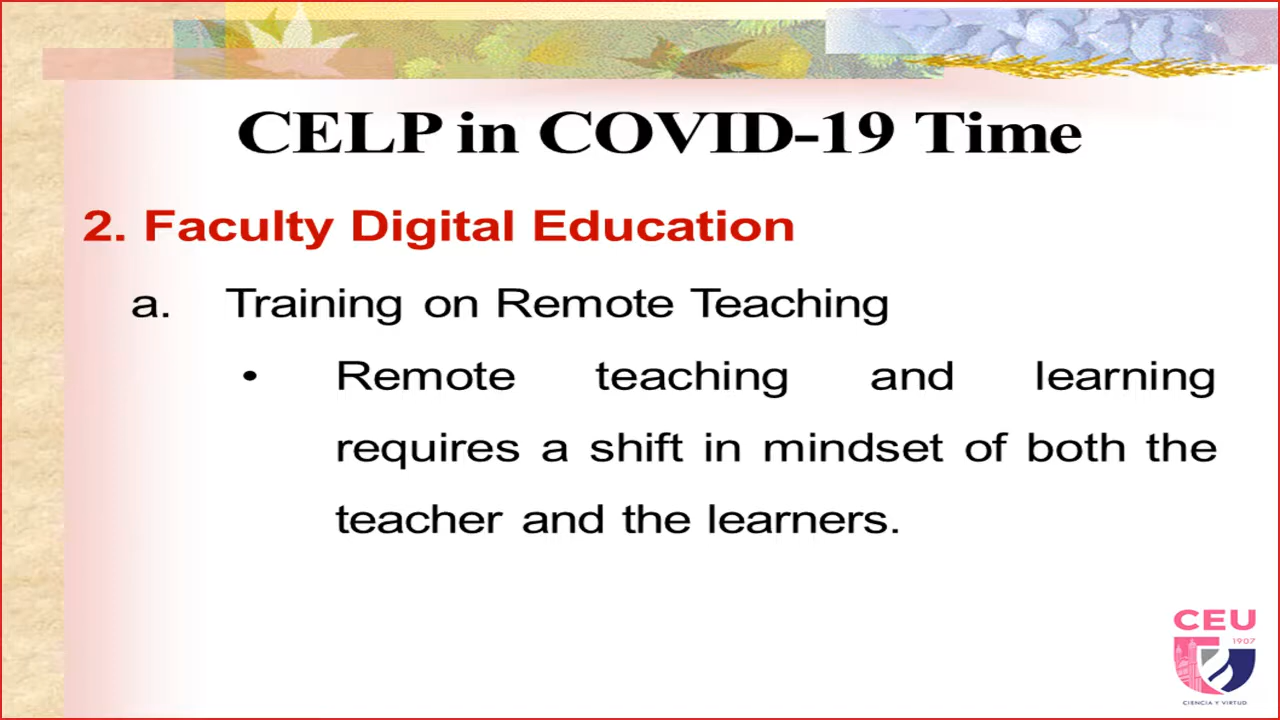 CELP in COVID-19 Time
2. Faculty Digital Education
a. Training on Remote Teaching
• Remote teaching and learning
requires a shift in mindset of both the
teacher and the learners.
CEU
1907
CIENCIA Y VIRTUD